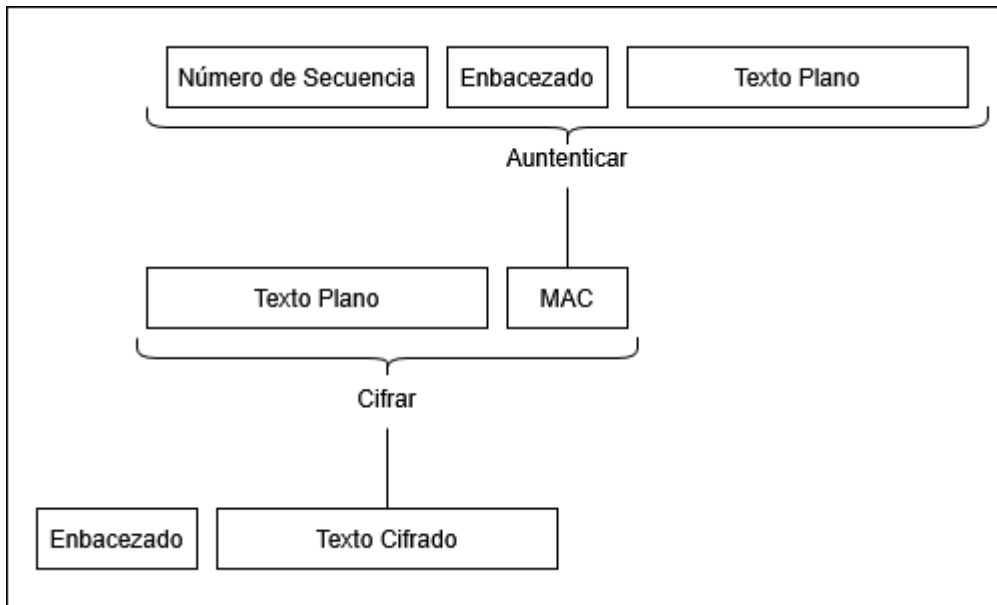 Número de Secuencia Enbacezado Texto Plano
Auntenticar
Texto Plano MAC
Cifrar
Enbacezado Texto Cifrado